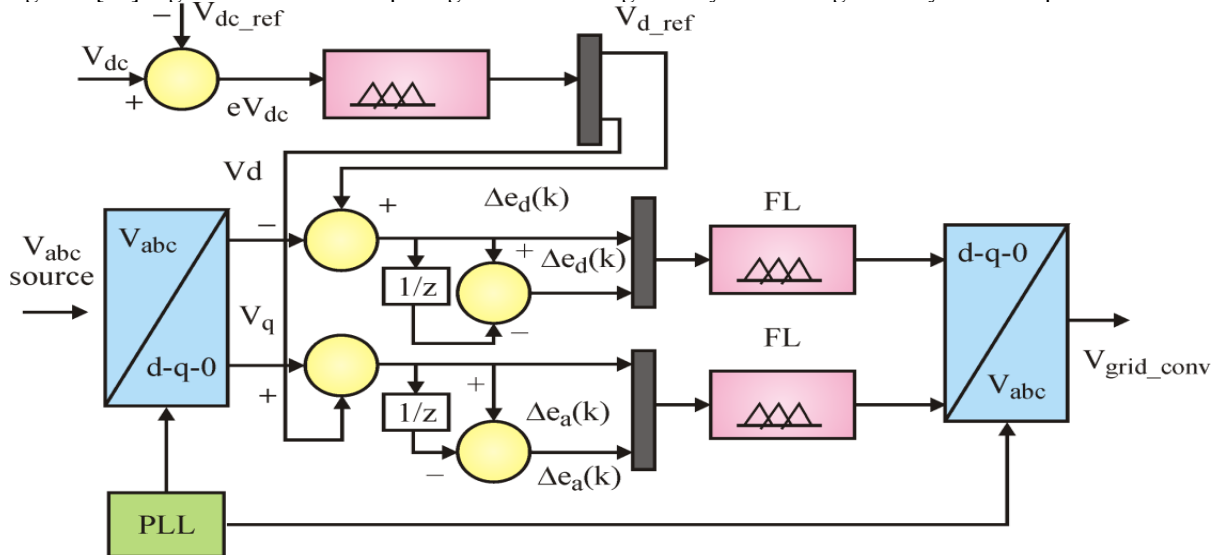 V_dc_ref
V_d_ref
−
V_dc
+
eV_dc
Vd
+
Δe_d(k)
FL
−
V_abc
V_abc
source
+
Δe_d(k)
d-q-0
1/z
−
V_q
FL
d-q-0
+
+
V_abc
V_grid_conv
1/z
Δe_a(k)
−
Δe_a(k)
PLL